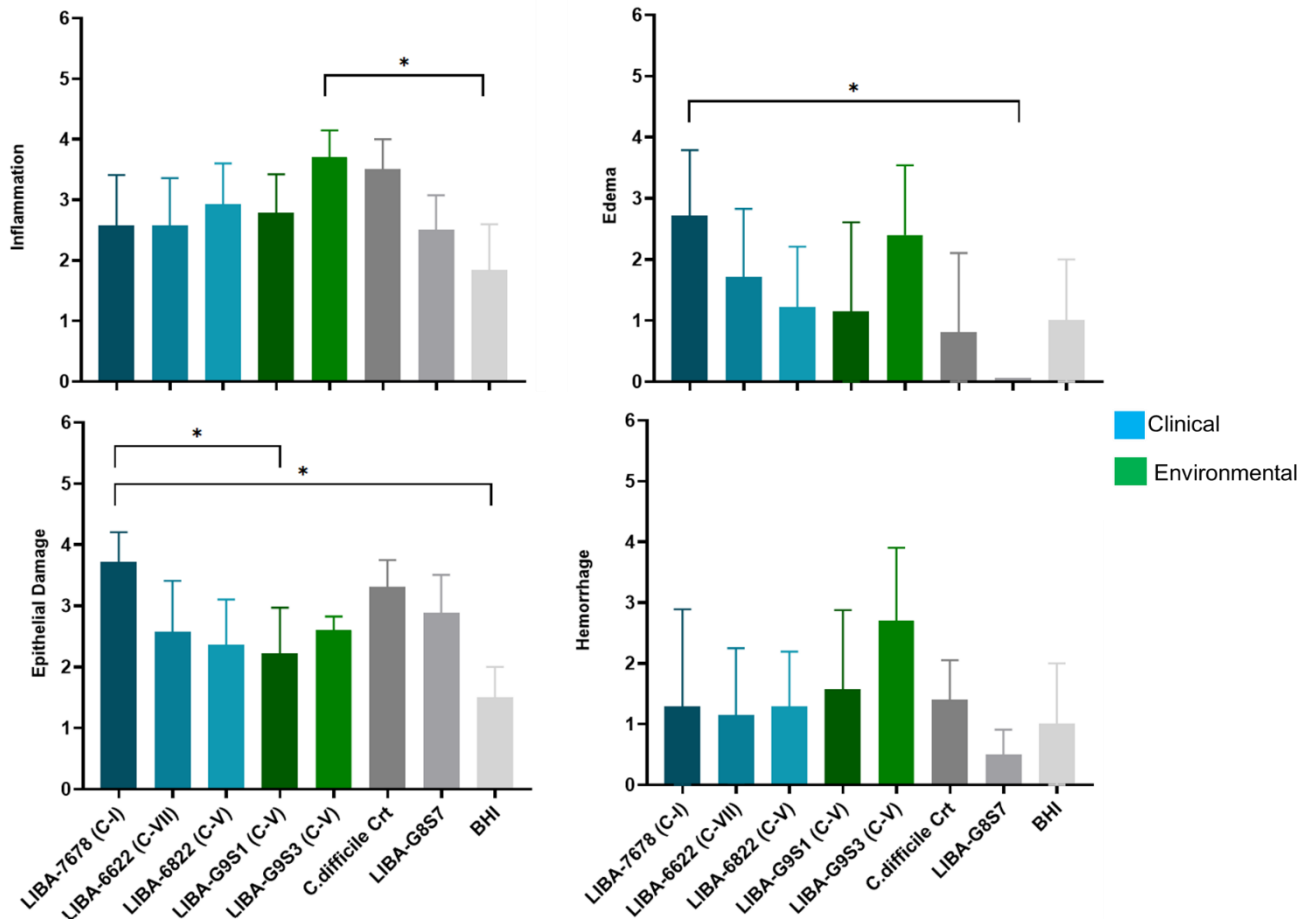 6
5
4
3
2
1
0
Inflammation
*
6
5
4
3
2
1
0
Edema
*
6
5
4
3
2
1
0
Epithelial Damage
*
*
LIBA-7678 (C-I)
LIBA-6622 (C-VII)
LIBA-6822 (C-V)
LIBA-G9S1 (C-V)
LIBA-G9S3 (C-V)
C.difficile Crt
LIBA-G8S7
BHI
6
5
4
3
2
1
0
Hemorrhage
LIBA-7678 (C-I)
LIBA-6622 (C-VII)
LIBA-6822 (C-V)
LIBA-G9S1 (C-V)
LIBA-G9S3 (C-V)
C.difficile Crt
LIBA-G8S7
BHI
Clinical
Environmental